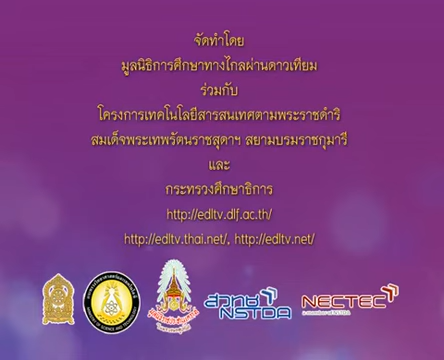 จัดทำโดย
มูลนิธิการศึกษาทางไกลผ่านดาวเทียม
ร่วมกับ
โครงการเทคโนโลยีสารสนเทศตามพระราชดำริ
สมเด็จพระเทพรัตนราชสุดาฯ สยามบรมราชกุมารี
และ
กระทรวงศึกษาธิการ
http://edltv.dlf.ac.th/
http://edltv.thai.net/, http://edltv.net/
สวทช NECTEC
NSTDA a member of NSTDA